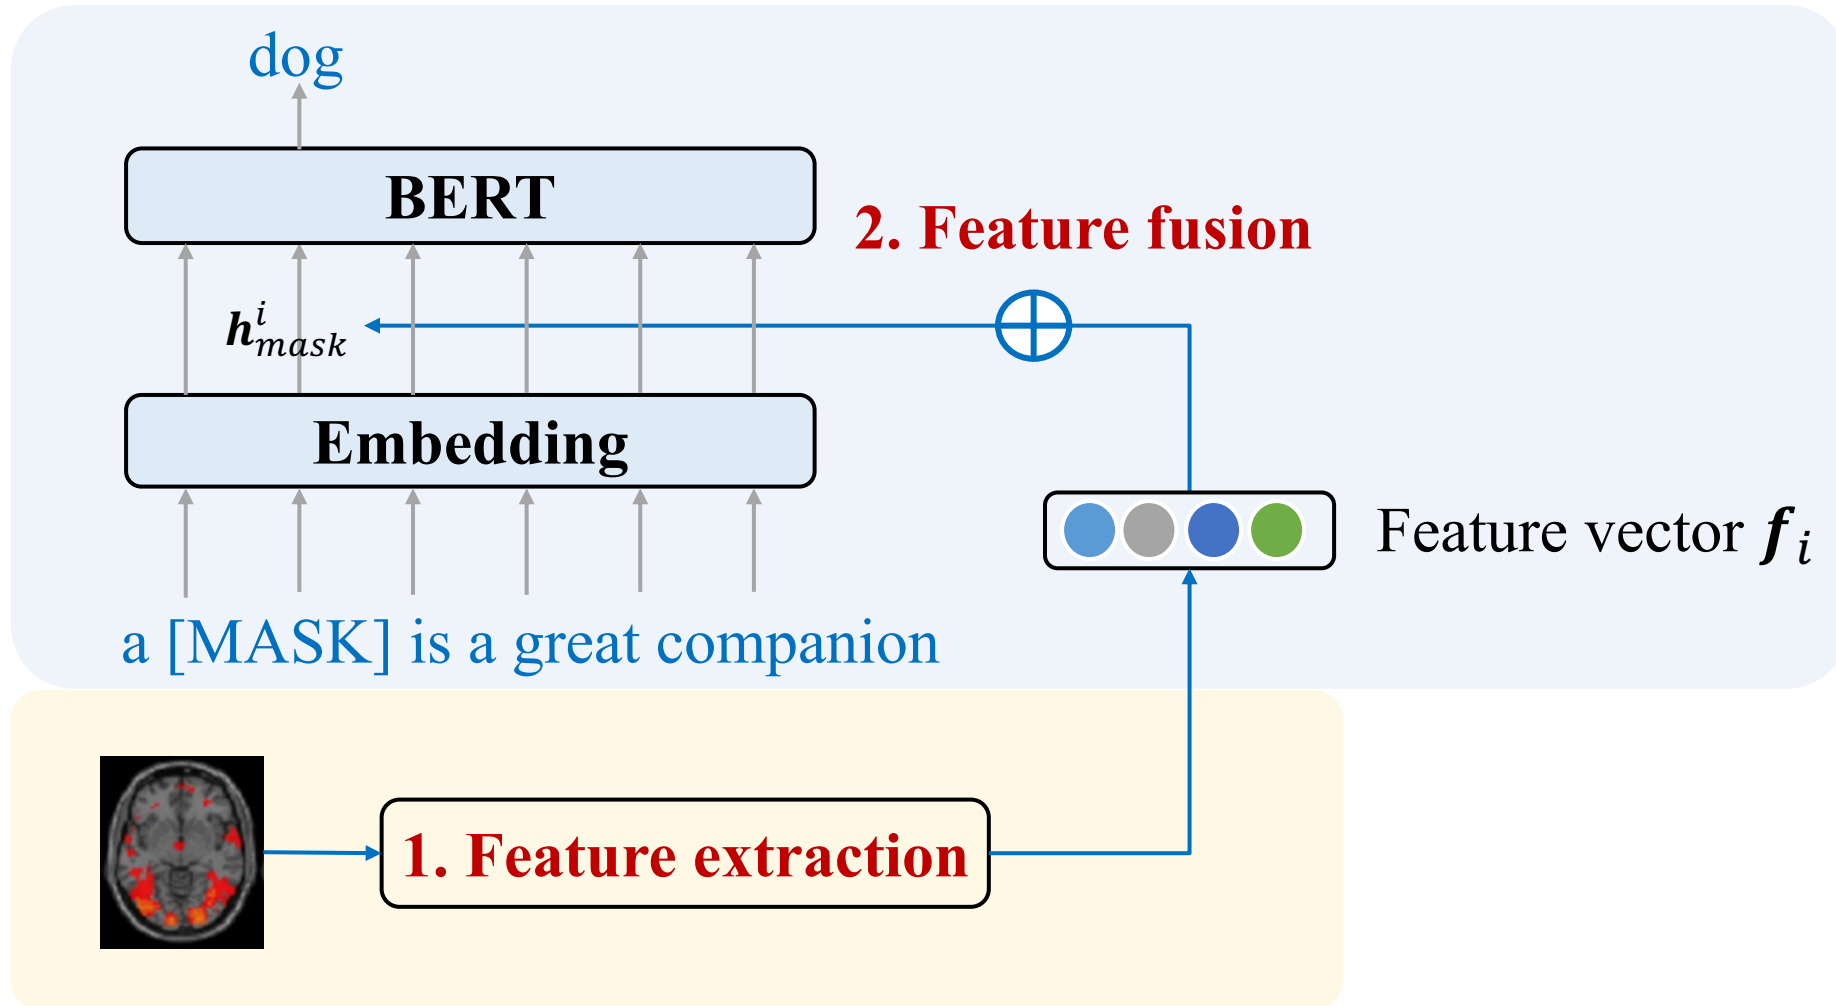 dog
BERT
2. Feature fusion
h^i_mask
Embedding
Feature vector f_i
a [MASK] is a great companion
1. Feature extraction